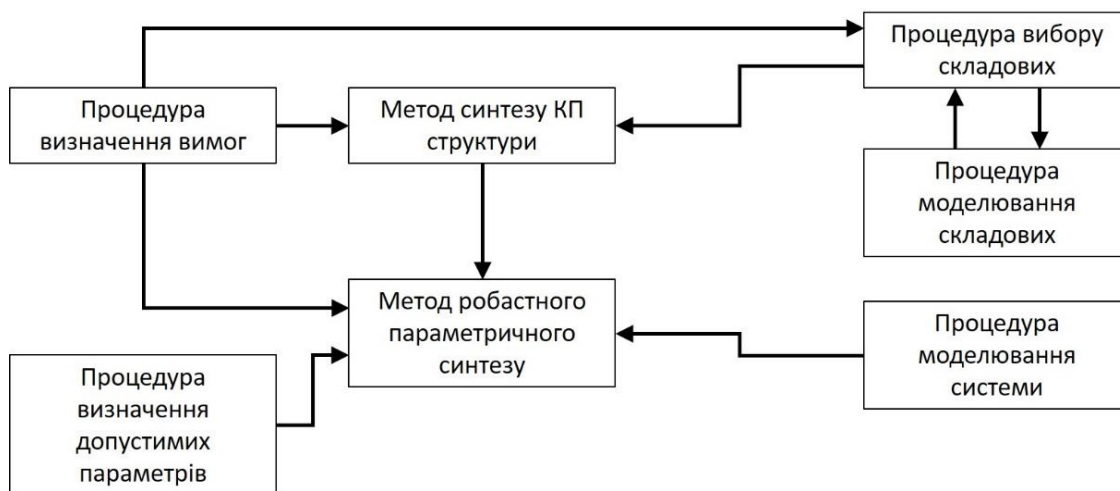 Процедура вибору
складових
Процедура
визначення вимог
Метод синтезу КП
структури
Процедура
моделювання
складових
Метод робастного
параметричного
синтезу
Процедура
моделювання
системи
Процедура
визначення
допустимих
параметрів